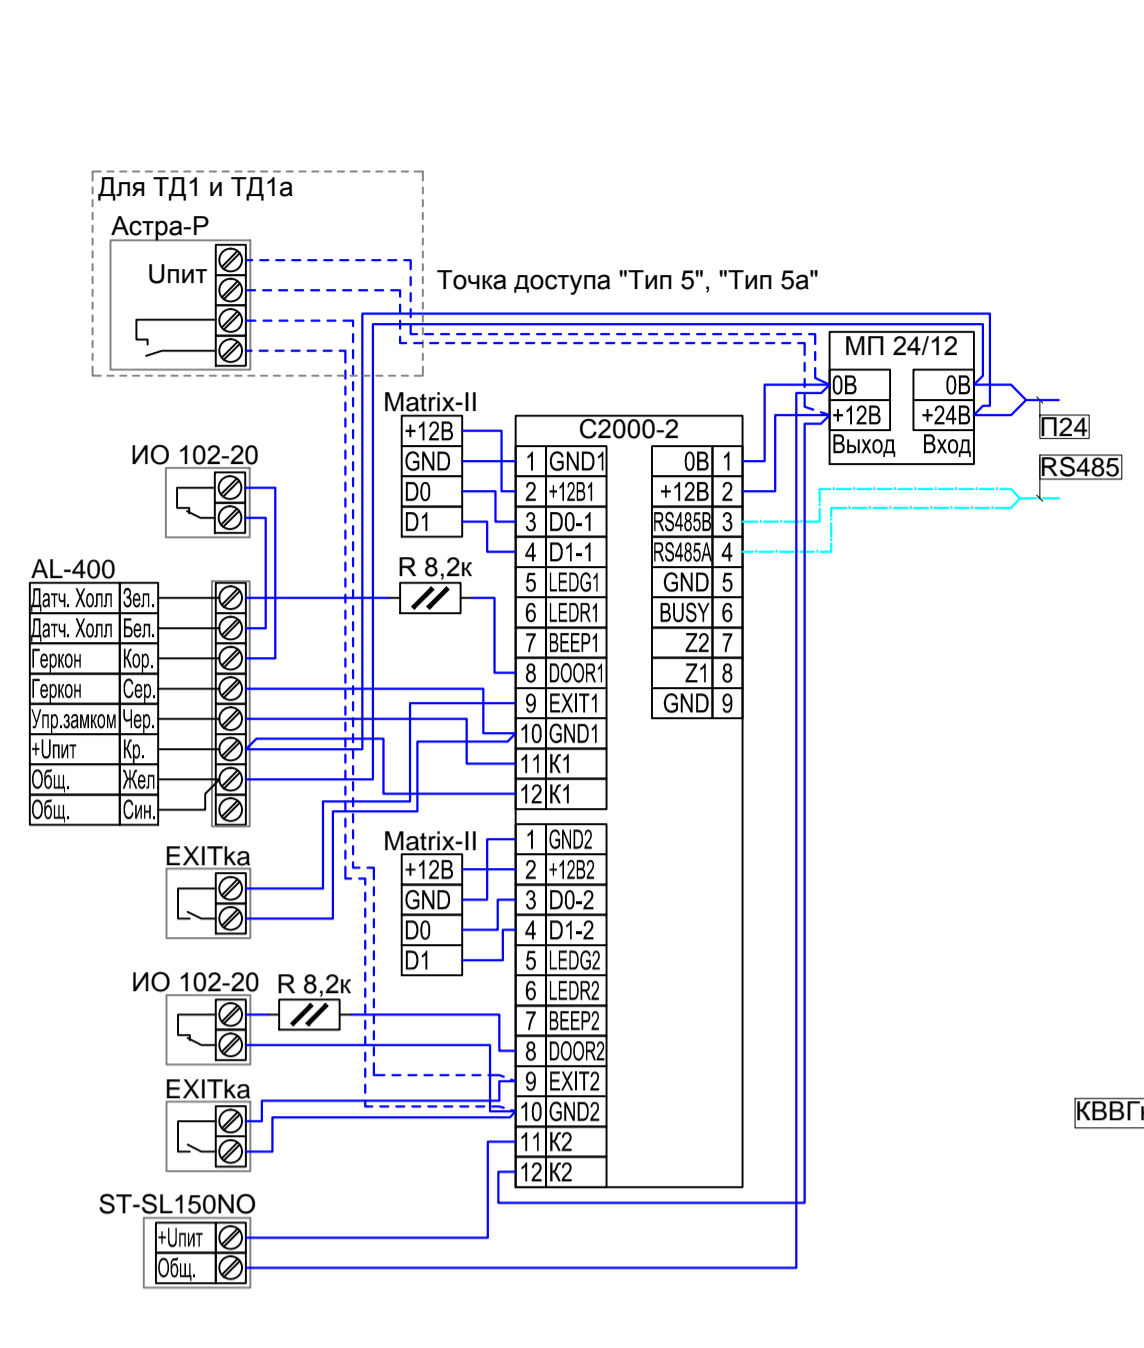 Для ТД1 и ТД1а
Астра-Р
Uпит
Точка доступа "Тип 5", "Тип 5а"
МП 24/12
0В 0В
+12В +24В
Выход Вход
П24
RS485
Matrix-II
+12В
GND
D0
D1
С2000-2
1 GND1
2 +12В1
3 D0-1
4 D1-1
5 LEDG1
6 LEDR1
7 BEEP1
8 DOOR1
9 EXIT1
10 GND1
11 К1
12 К1
0В 1
+12В 2
RS485B 3
RS485A 4
GND 5
BUSY 6
Z2 7
Z1 8
GND 9
ИО 102-20
R 8,2к
AL-400
Датч. Холл Зел.
Датч. Холл Бел.
Геркон Кор.
Геркон Сер.
Упр.замком Чер.
+Uпит Кр.
Общ. Жел
Общ. Син.
EXITka
Matrix-II
+12В
GND
D0
D1
1 GND2
2 +12В2
3 D0-2
4 D1-2
5 LEDG2
6 LEDR2
7 BEEP2
8 DOOR2
9 EXIT2
10 GND2
11 К2
12 К2
ИО 102-20
R 8,2к
EXITka
ST-SL150NO
+Uпит
Общ.